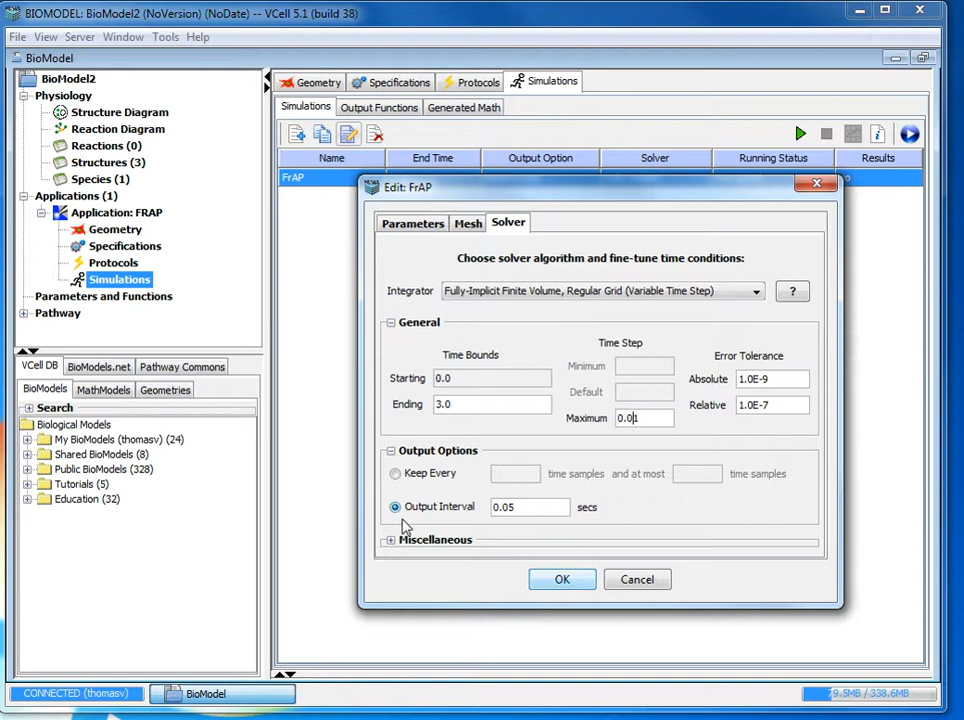 BIOMODEL: BioModel2 (NoVersion) (NoDate) -- VCell 5.1 (build 38)
File View Server Window Tools Help
BioModel
BioModel2
Physiology
Structure Diagram
Reaction Diagram
Reactions (0)
Structures (3)
Species (1)
Applications (1)
Application: FRAP
Geometry
Specifications
Protocols
Simulations
Parameters and Functions
Pathway
VCell DB BioModels.net Pathway Commons
BioModels MathModels Geometries
Search
Biological Models
My BioModels (thomasv) (24)
Shared BioModels (8)
Public BioModels (328)
Tutorials (5)
Education (32)
Geometry Specifications Protocols Simulations
Simulations Output Functions Generated Math
Name End Time Output Option Solver Running Status Results
FrAP
Edit: FrAP
Parameters Mesh Solver
Choose solver algorithm and fine-tune time conditions:
Integrator Fully-Implicit Finite Volume, Regular Grid (Variable Time Step) ?
General
Time Bounds Time Step Error Tolerance
Starting 0.0 Minimum Absolute 1.0E-9
Ending 3.0 Default Relative 1.0E-7
Maximum 0.01
Output Options
Keep Every time samples and at most time samples
Output Interval 0.05 secs
Miscellaneous
OK Cancel
CONNECTED (thomasv) BioModel